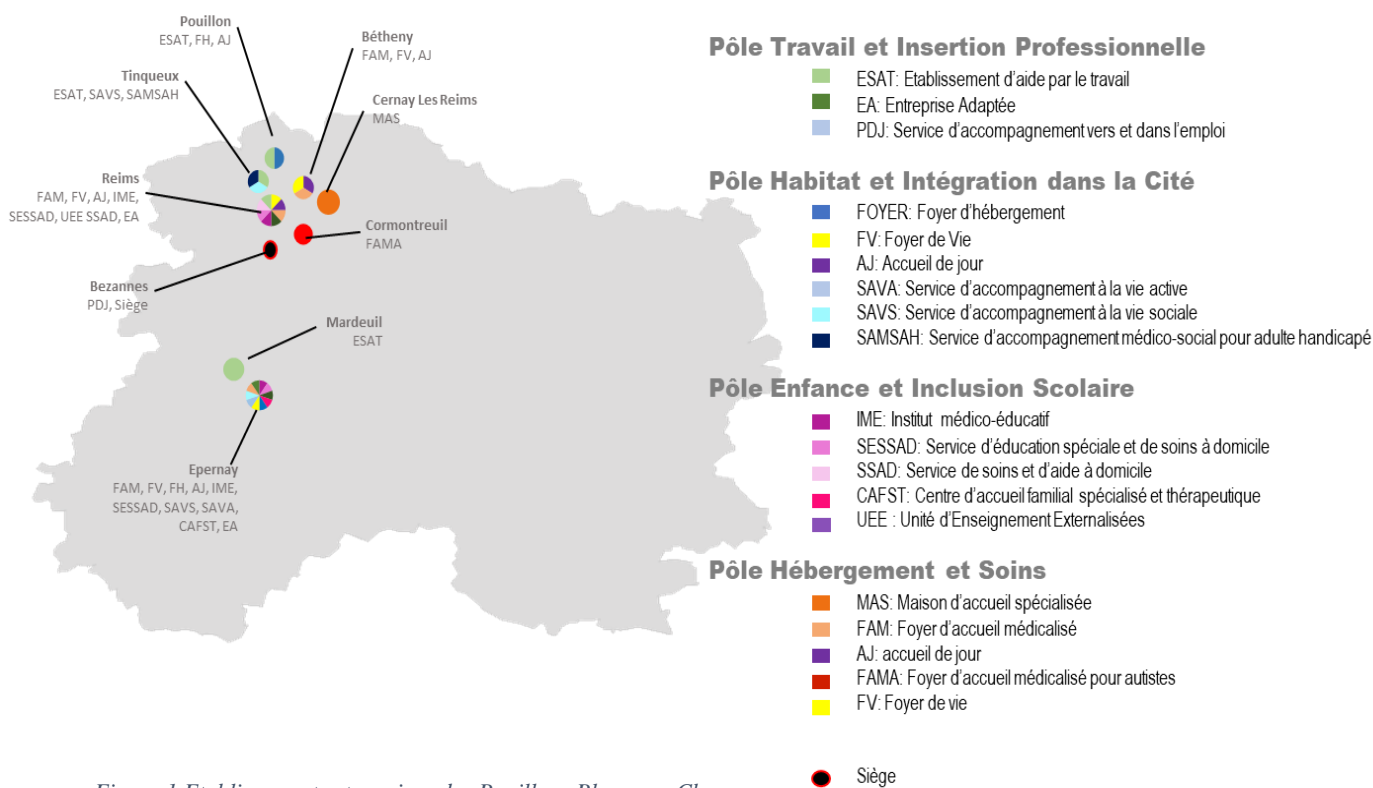 Pouillon
ESAT, FH, AJ
Bétheny
FAM, FV, AJ
Tinqueux
ESAT, SAVS, SAMSAH
Cernay Les Reims
MAS
Reims
FAM, FV, AJ, IME,
SESSAD, UEE SSAD, EA
Cormontreuil
FAMA
Bezannes
PDJ, Siège
Mardeuil
ESAT
Epernay
FAM, FV, FH, AJ, IME,
SESSAD, SAVS, SAVA,
CAFST, EA
Pôle Travail et Insertion Professionnelle
ESAT: Etablissement d'aide par le travail
EA: Entreprise Adaptée
PDJ: Service d'accompagnement vers et dans l'emploi
Pôle Habitat et Intégration dans la Cité
FOYER: Foyer d'hébergement
FV: Foyer de Vie
AJ: Accueil de jour
SAVA: Service d'accompagnement à la vie active
SAVS: Service d'accompagnement à la vie sociale
SAMSAH: Service d'accompagnement médico-social pour adulte handicapé
Pôle Enfance et Inclusion Scolaire
IME: Institut médico-éducatif
SESSAD: Service d'éducation spéciale et de soins à domicile
SSAD: Service de soins et d'aide à domicile
CAFST: Centre d'accueil familial spécialisé et thérapeutique
UEE : Unité d'Enseignement Externalisées
Pôle Hébergement et Soins
MAS: Maison d'accueil spécialisée
FAM: Foyer d'accueil médicalisé
AJ: accueil de jour
FAMA: Foyer d'accueil médicalisé pour autistes
FV: Foyer de vie
Siège